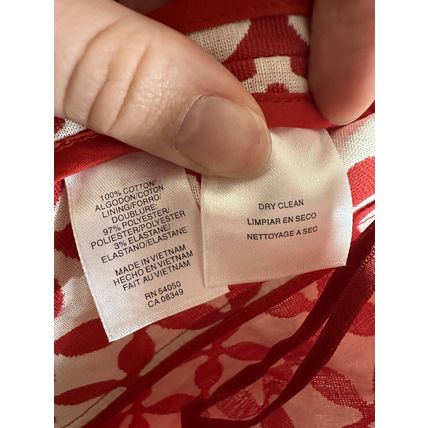 100% COTTON/
ALGODON/COTON
LINING/FORRO/
DOUBLURE:
97% POLYESTER/
POLIESTER/POLYESTER
3% ELASTANE/
ELASTANO/ELASTANE
MADE IN VIETNAM
HECHO EN VIETNAM
FAIT AU VIETNAM
RN 54050
CA 08349
DRY CLEAN
LIMPIAR EN SECO
NETTOYAGE A SEC